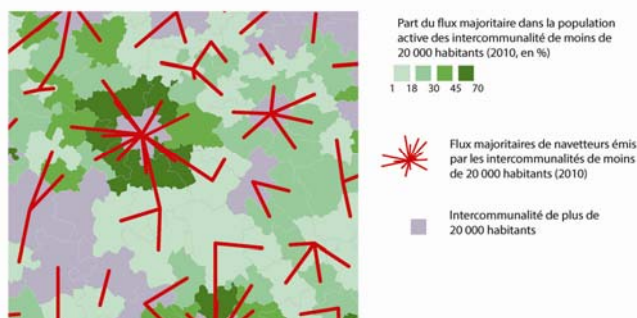 Part du flux majoritaire dans la population
active des intercommunalité de moins de
20 000 habitants (2010, en %)
1 18 30 45 70
Flux majoritaires de navetteurs émis
par les intercommunalités de moins
de 20 000 habitants (2010)
Intercommunalité de plus de
20 000 habitants